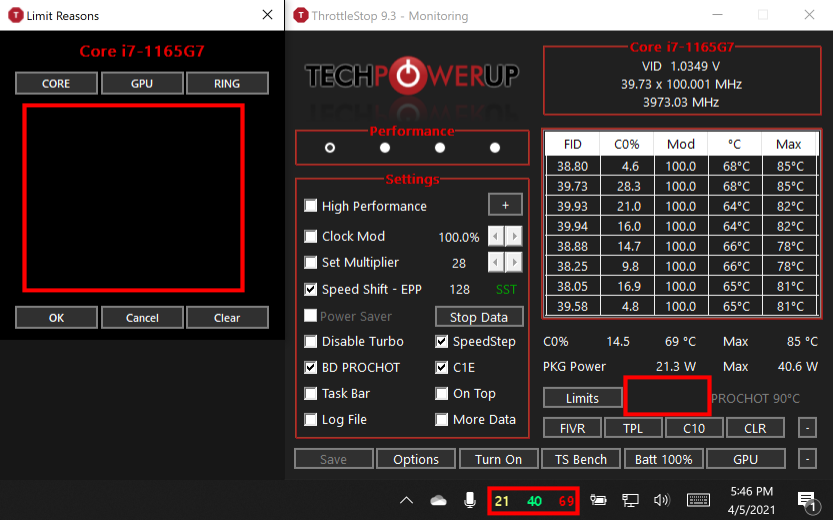 Limit Reasons
Core i7-1165G7
CORE GPU RING
OK Cancel Clear
ThrottleStop 9.3 - Monitoring
TECHPOWERUP
Performance
Settings
High Performance +
Clock Mod 100.0%
Set Multiplier 28
Speed Shift - EPP 128 SST
Power Saver Stop Data
Disable Turbo SpeedStep
BD PROCHOT C1E
Task Bar On Top
Log File More Data
Core i7-1165G7
VID 1.0349 V
39.73 x 100.001 MHz
3973.03 MHz
FID C0% Mod °C Max
38.80 4.6 100.0 68°C 85°C
39.73 28.3 100.0 68°C 85°C
39.93 21.0 100.0 64°C 82°C
39.94 16.0 100.0 64°C 82°C
38.88 14.7 100.0 66°C 78°C
38.25 9.8 100.0 66°C 78°C
38.05 16.9 100.0 65°C 81°C
39.58 4.8 100.0 65°C 81°C
C0% 14.5 69 °C Max 85 °C
PKG Power 21.3 W Max 40.6 W
Limits PROCHOT 90°C
FIVR TPL C10 CLR -
Save Options Turn On TS Bench Batt 100% GPU -
21 40 69
5:46 PM
4/5/2021
1